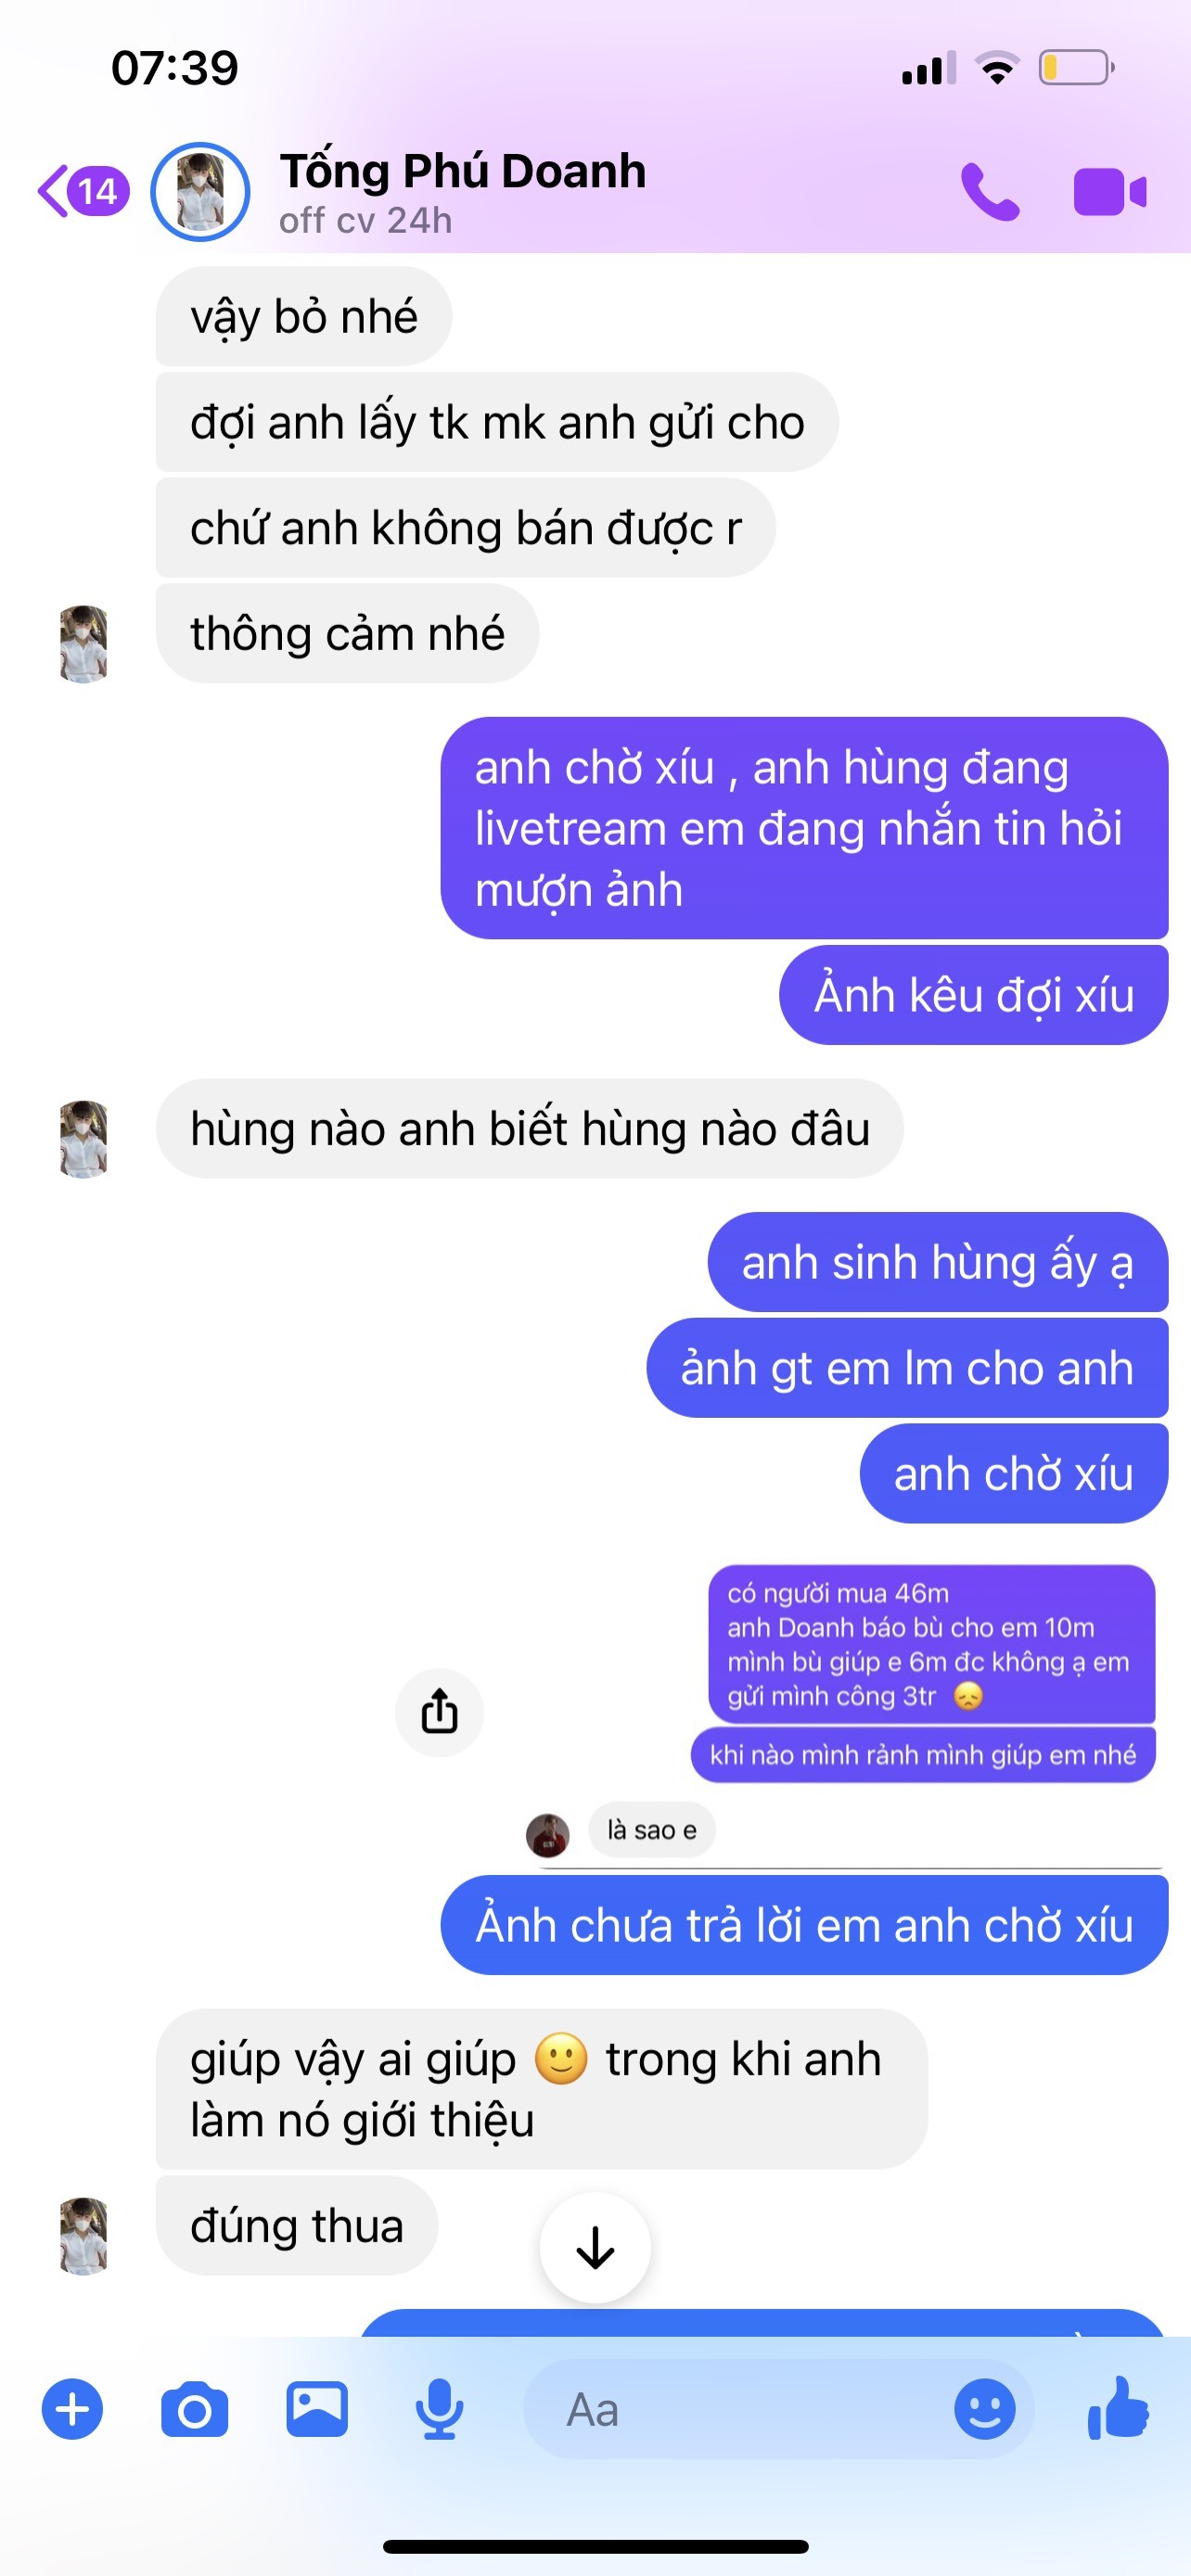 07:39
14
Tống Phú Doanh
off cv 24h
vậy bỏ nhé
đợi anh lấy tk mk anh gửi cho
chứ anh không bán được r
thông cảm nhé
anh chờ xíu , anh hùng đang
livetream em đang nhắn tin hỏi
mượn ảnh
Ảnh kêu đợi xíu
hùng nào anh biết hùng nào đâu
anh sinh hùng ấy ạ
ảnh gt em lm cho anh
anh chờ xíu
có người mua 46m
anh Doanh báo bù cho em 10m
mình bù giúp e 6m đc không ạ em
gửi mình công 3tr 😞
khi nào mình rảnh mình giúp em nhé
là sao e
Ảnh chưa trả lời em anh chờ xíu
giúp vậy ai giúp 🙂 trong khi anh
làm nó giới thiệu
đúng thua
Aa